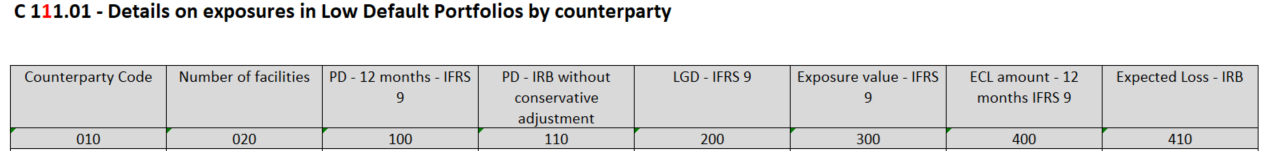 C 111.01 - Details on exposures in Low Default Portfolios by counterparty
Counterparty Code
Number of facilities
PD - 12 months - IFRS
9
PD - IRB without
conservative
adjustment
LGD - IFRS 9
Exposure value - IFRS
9
ECL amount - 12
months IFRS 9
Expected Loss - IRB
010
020
100
110
200
300
400
410